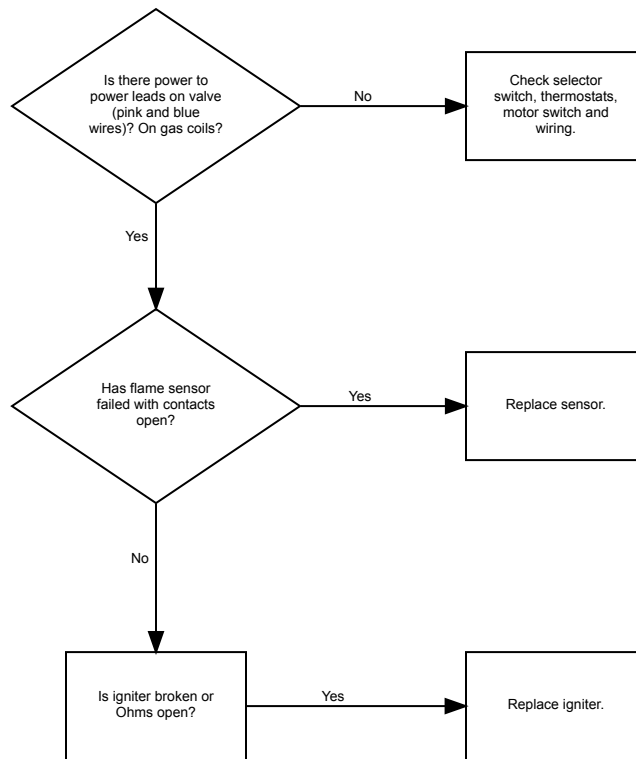 Is there power to
power leads on valve
(pink and blue
wires)? On gas coils?
No
Check selector
switch, thermostats,
motor switch and
wiring.
Yes
Has flame sensor
failed with contacts
open?
Yes
Replace sensor.
No
Is igniter broken or
Ohms open?
Yes
Replace igniter.